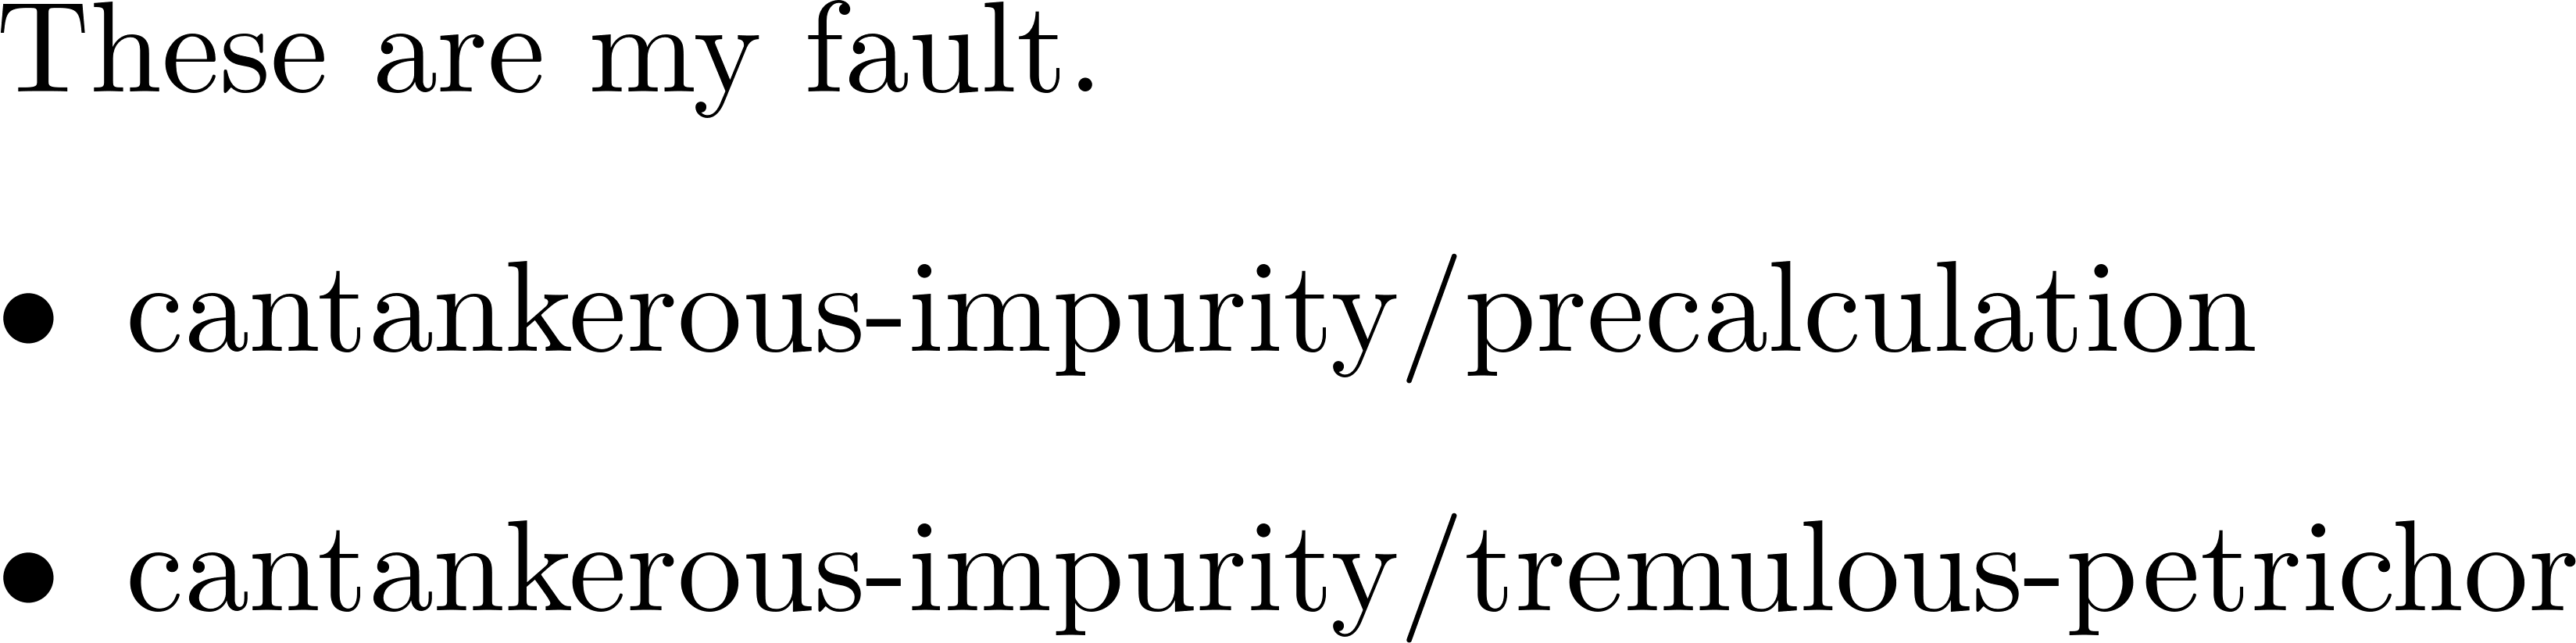 These are my fault.
• cantankerous-impurity/precalculation
• cantankerous-impurity/tremulous-petrichor